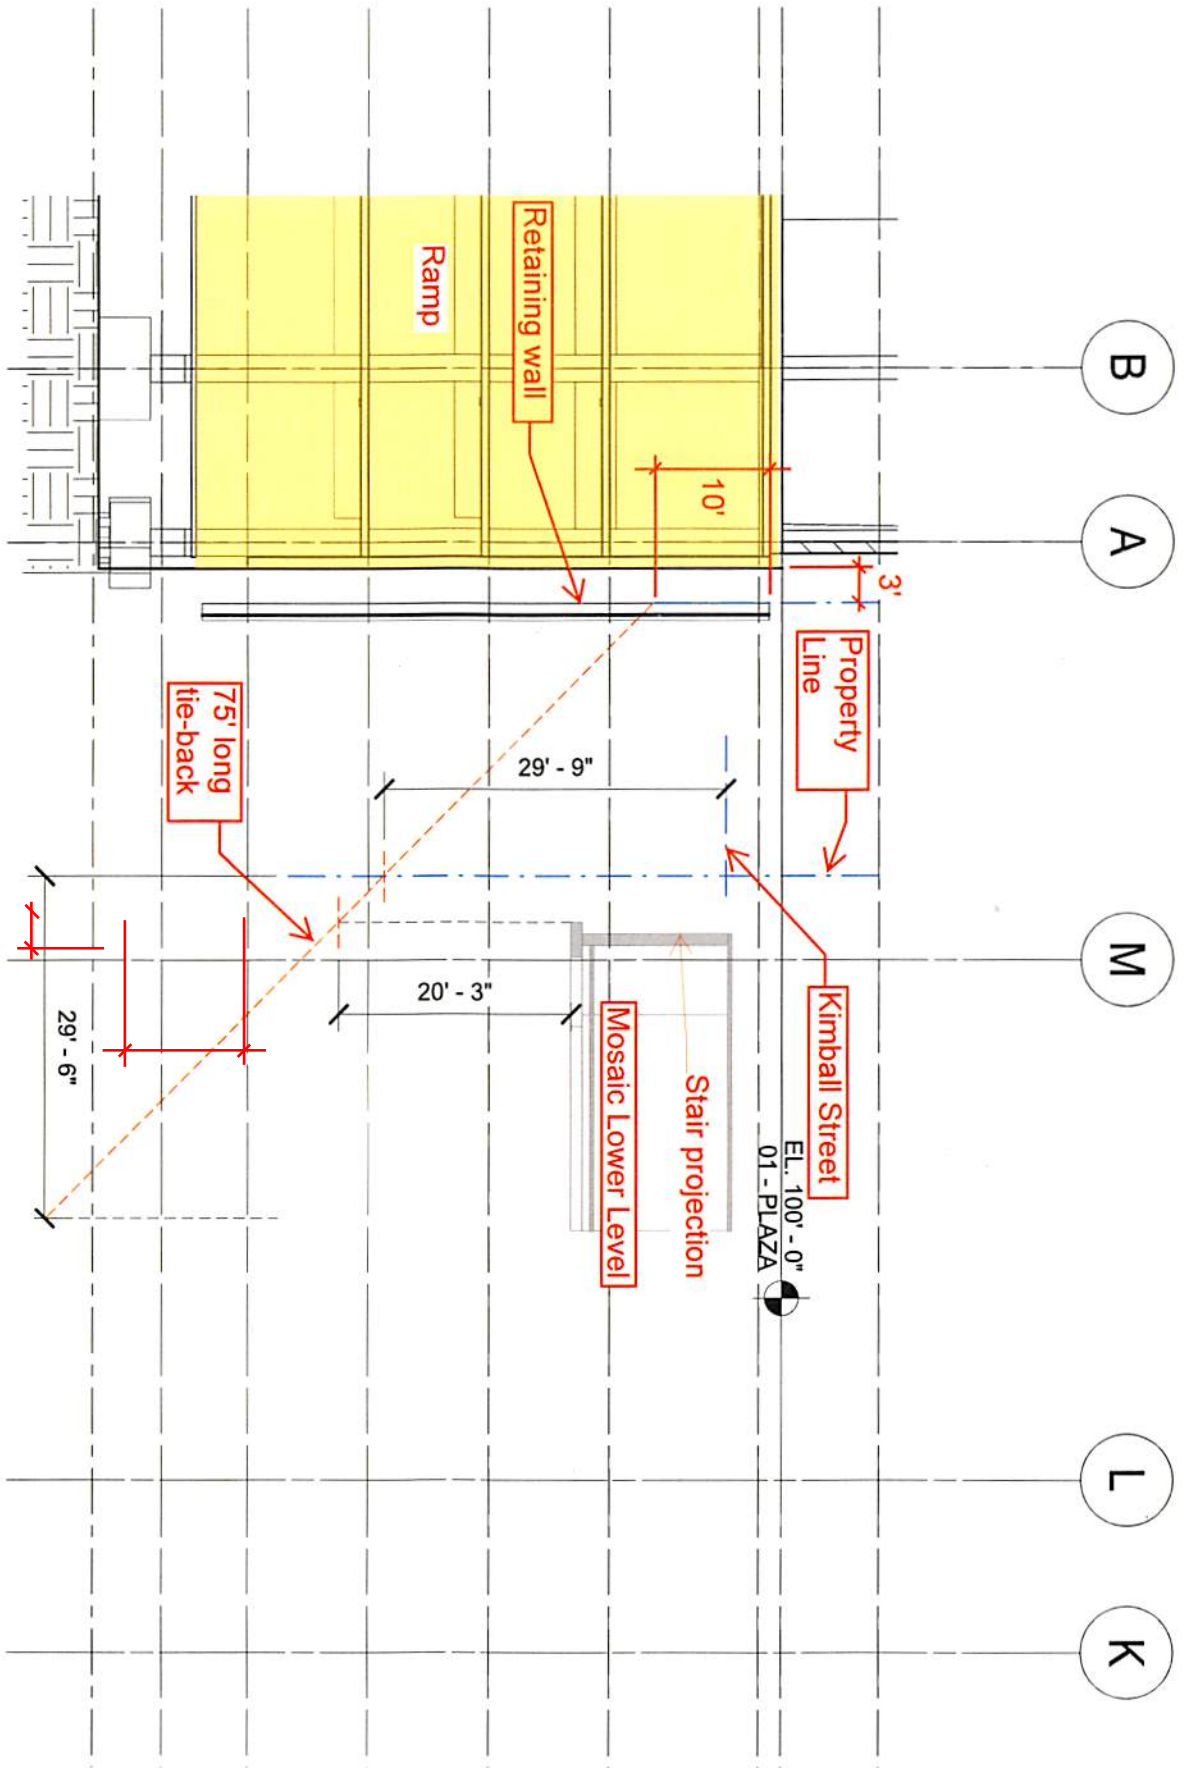 B
A
M
L
K
Ramp
Retaining wall
10'
3'
Property
Line
75' long
tie-back
29' - 9"
20' - 3"
29' - 6"
Kimball Street
Stair projection
Mosaic Lower Level
EL. 100' - 0"
01 - PLAZA